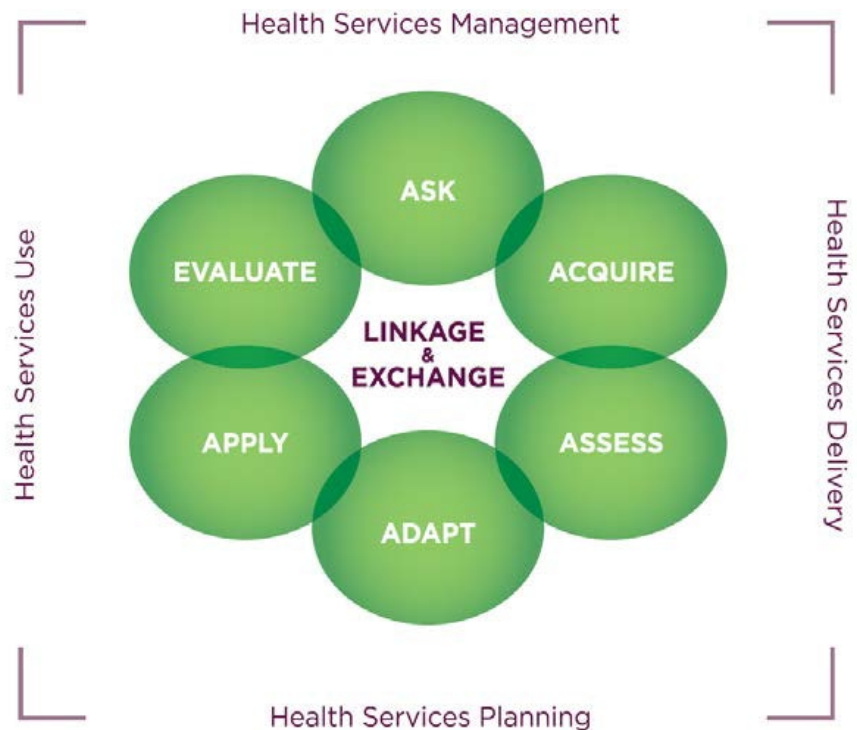 Health Services Management
ASK
EVALUATE
ACQUIRE
Health Services Use
LINKAGE
&
EXCHANGE
Health Services Delivery
APPLY
ASSESS
ADAPT
Health Services Planning